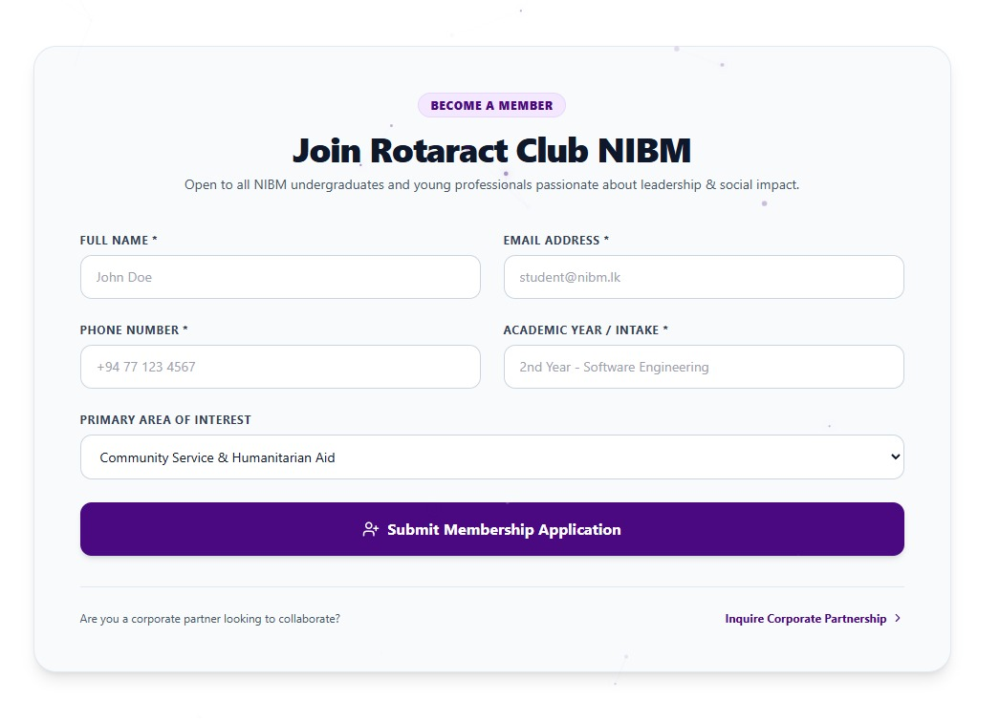 BECOME A MEMBER
Join Rotaract Club NIBM
Open to all NIBM undergraduates and young professionals passionate about leadership & social impact.
FULL NAME *
EMAIL ADDRESS *
John Doe
student@nibm.lk
PHONE NUMBER *
ACADEMIC YEAR / INTAKE *
+94 77 123 4567
2nd Year - Software Engineering
PRIMARY AREA OF INTEREST
Community Service & Humanitarian Aid
Submit Membership Application
Are you a corporate partner looking to collaborate?
Inquire Corporate Partnership